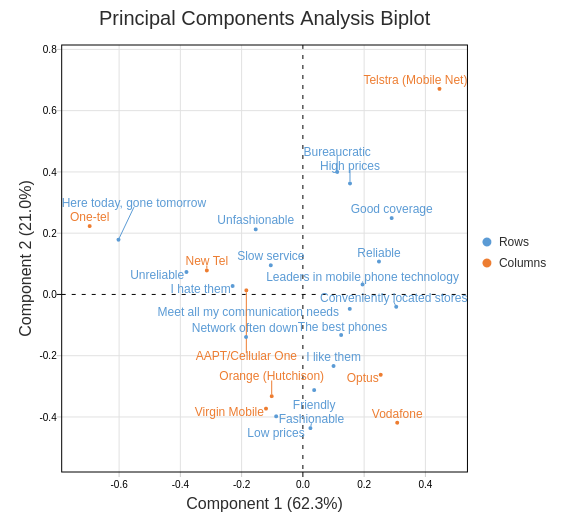 Principal Components Analysis Biplot
0.8
Telstra (Mobile Net)
0.6
Bureaucratic
High prices
0.4
Here today, gone tomorrow
One-tel
Good coverage
Unfashionable
0.2
Slow service
Reliable
New Tel
Unreliable
Leaders in mobile phone technology
I hate them
0.0
Conveniently located stores
Meet all my communication needs
Network often down
The best phones
-0.2
AAPT/Cellular One
I like them
Orange (Hutchison)
Optus
Virgin Mobile
Friendly
Vodafone
-0.4
Fashionable
Low prices
-0.6
-0.4
-0.2
0.0
0.2
0.4
Component 1 (62.3%)
Component 2 (21.0%)
Rows
Columns